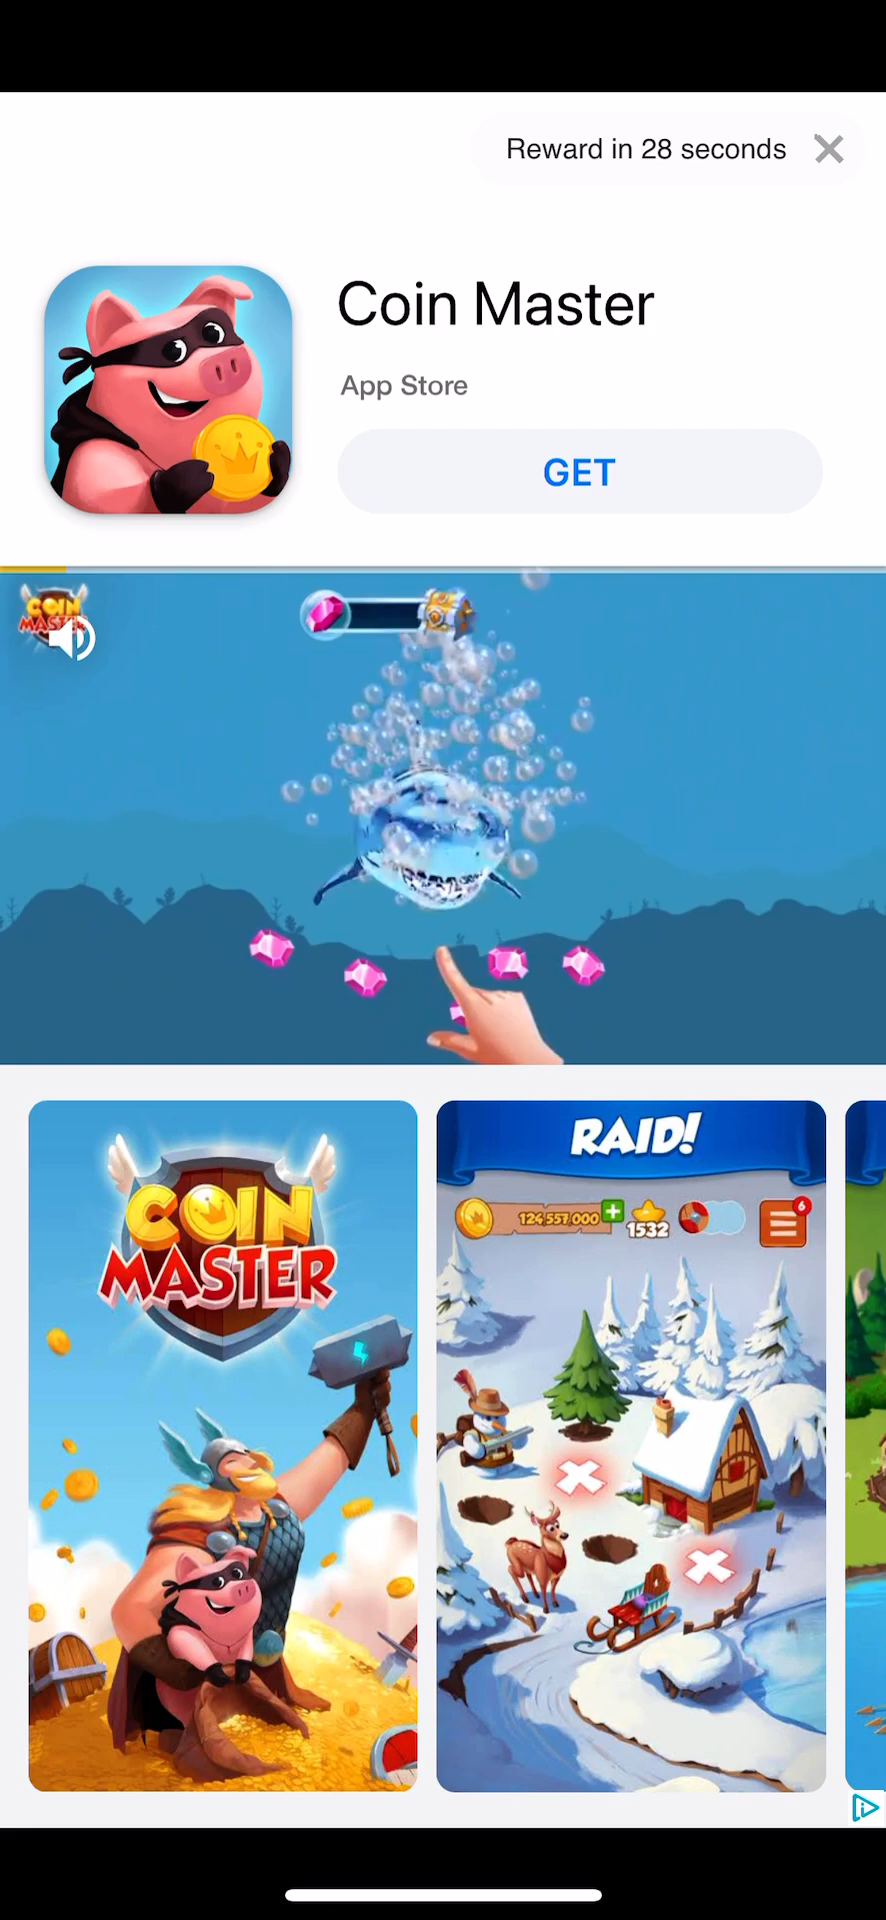 Reward in 28 seconds
Coin Master
App Store
GET
COIN
MASTER
COIN
MASTER
RAID!
124 557 000
1532
6